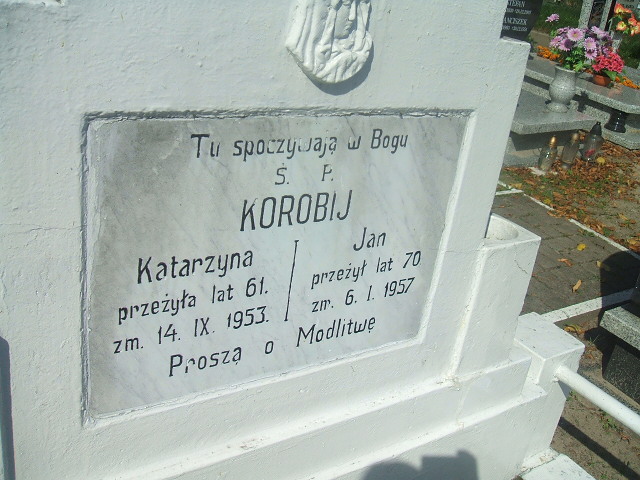 Tu spoczywają w Bogu
Ś. P.
KOROBIJ
Katarzyna
przeżyła lat 61.
zm. 14. IX. 1953.
Jan
przeżył lat 70
zm. 6. I. 1957
Proszą o Modlitwę
STEFAN